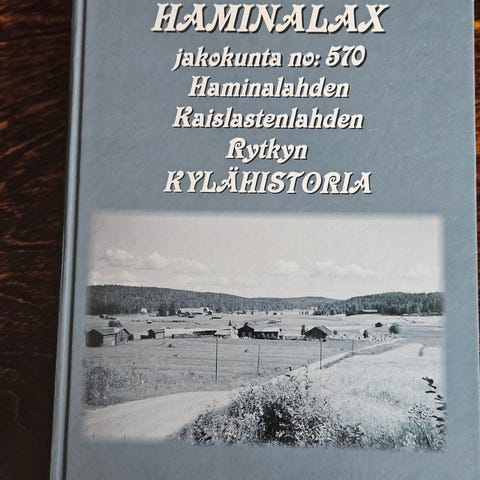 HAMINALAX
jakokunta no: 570
Haminalahden
Kaislastenlahden
Rytkyn
KYLÄHISTORIA